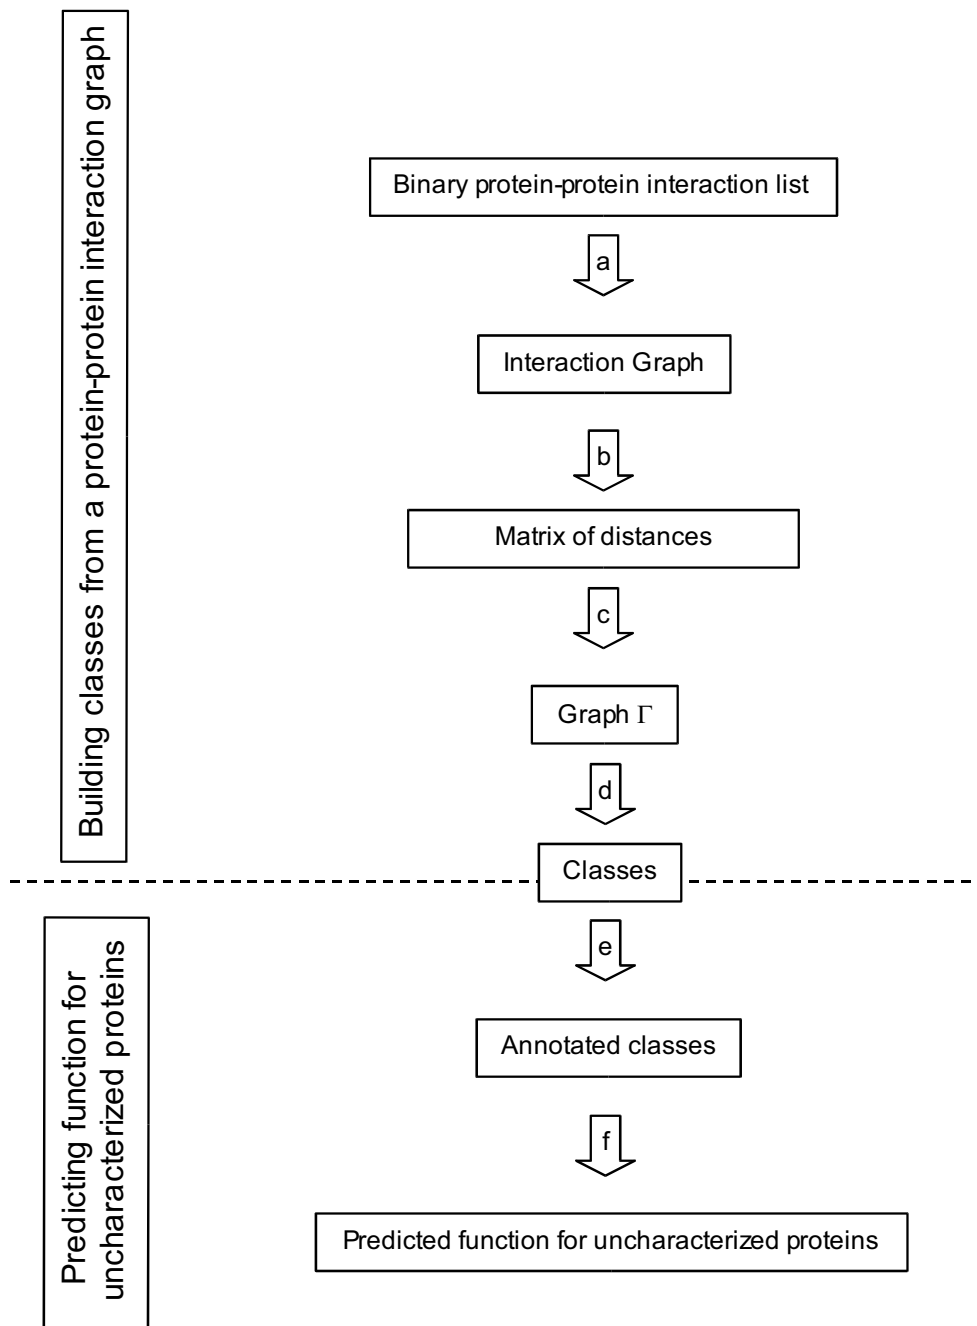 Building classes from a protein-protein interaction graph
Binary protein-protein interaction list
a
Interaction Graph
b
Matrix of distances
c
Graph Γ
d
Classes
e
Annotated classes
f
Predicted function for uncharacterized proteins
Predicting function for
uncharacterized proteins